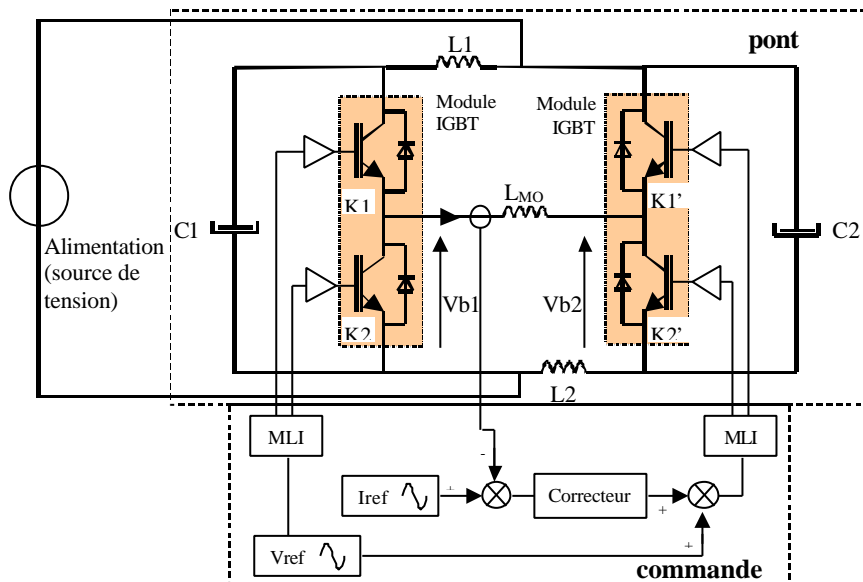 L1
pont
Module
IGBT
Module
IGBT
LMO
K1
K1'
C1
C2
Alimentation
(source de
tension)
Vb1
Vb2
K2
K2'
L2
MLI
MLI
-
Iref
+
Correcteur
+
Vref
+
commande